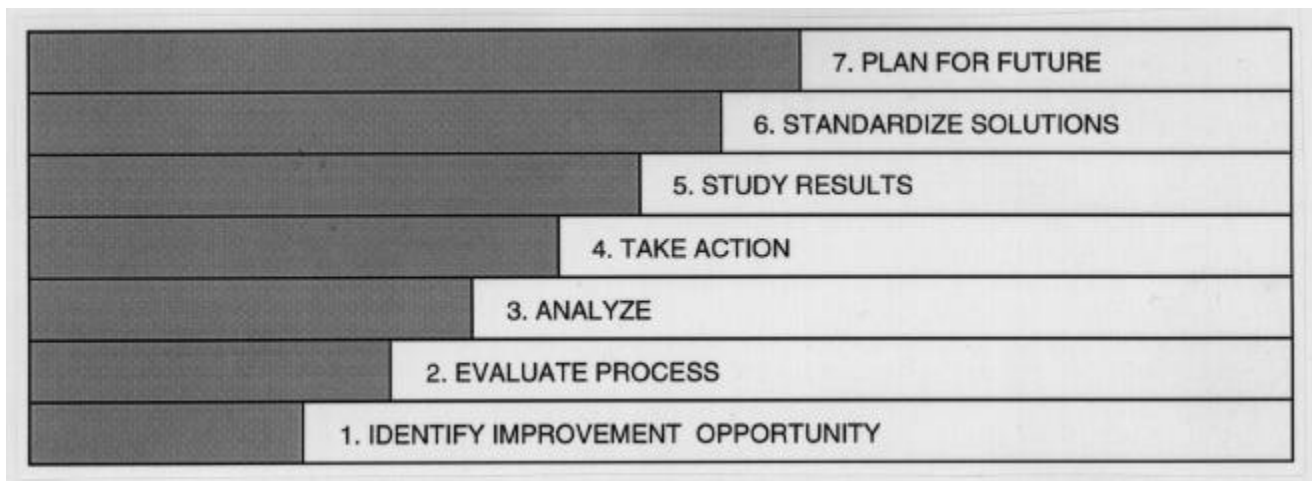 7. PLAN FOR FUTURE
6. STANDARDIZE SOLUTIONS
5. STUDY RESULTS
4. TAKE ACTION
3. ANALYZE
2. EVALUATE PROCESS
1. IDENTIFY IMPROVEMENT OPPORTUNITY